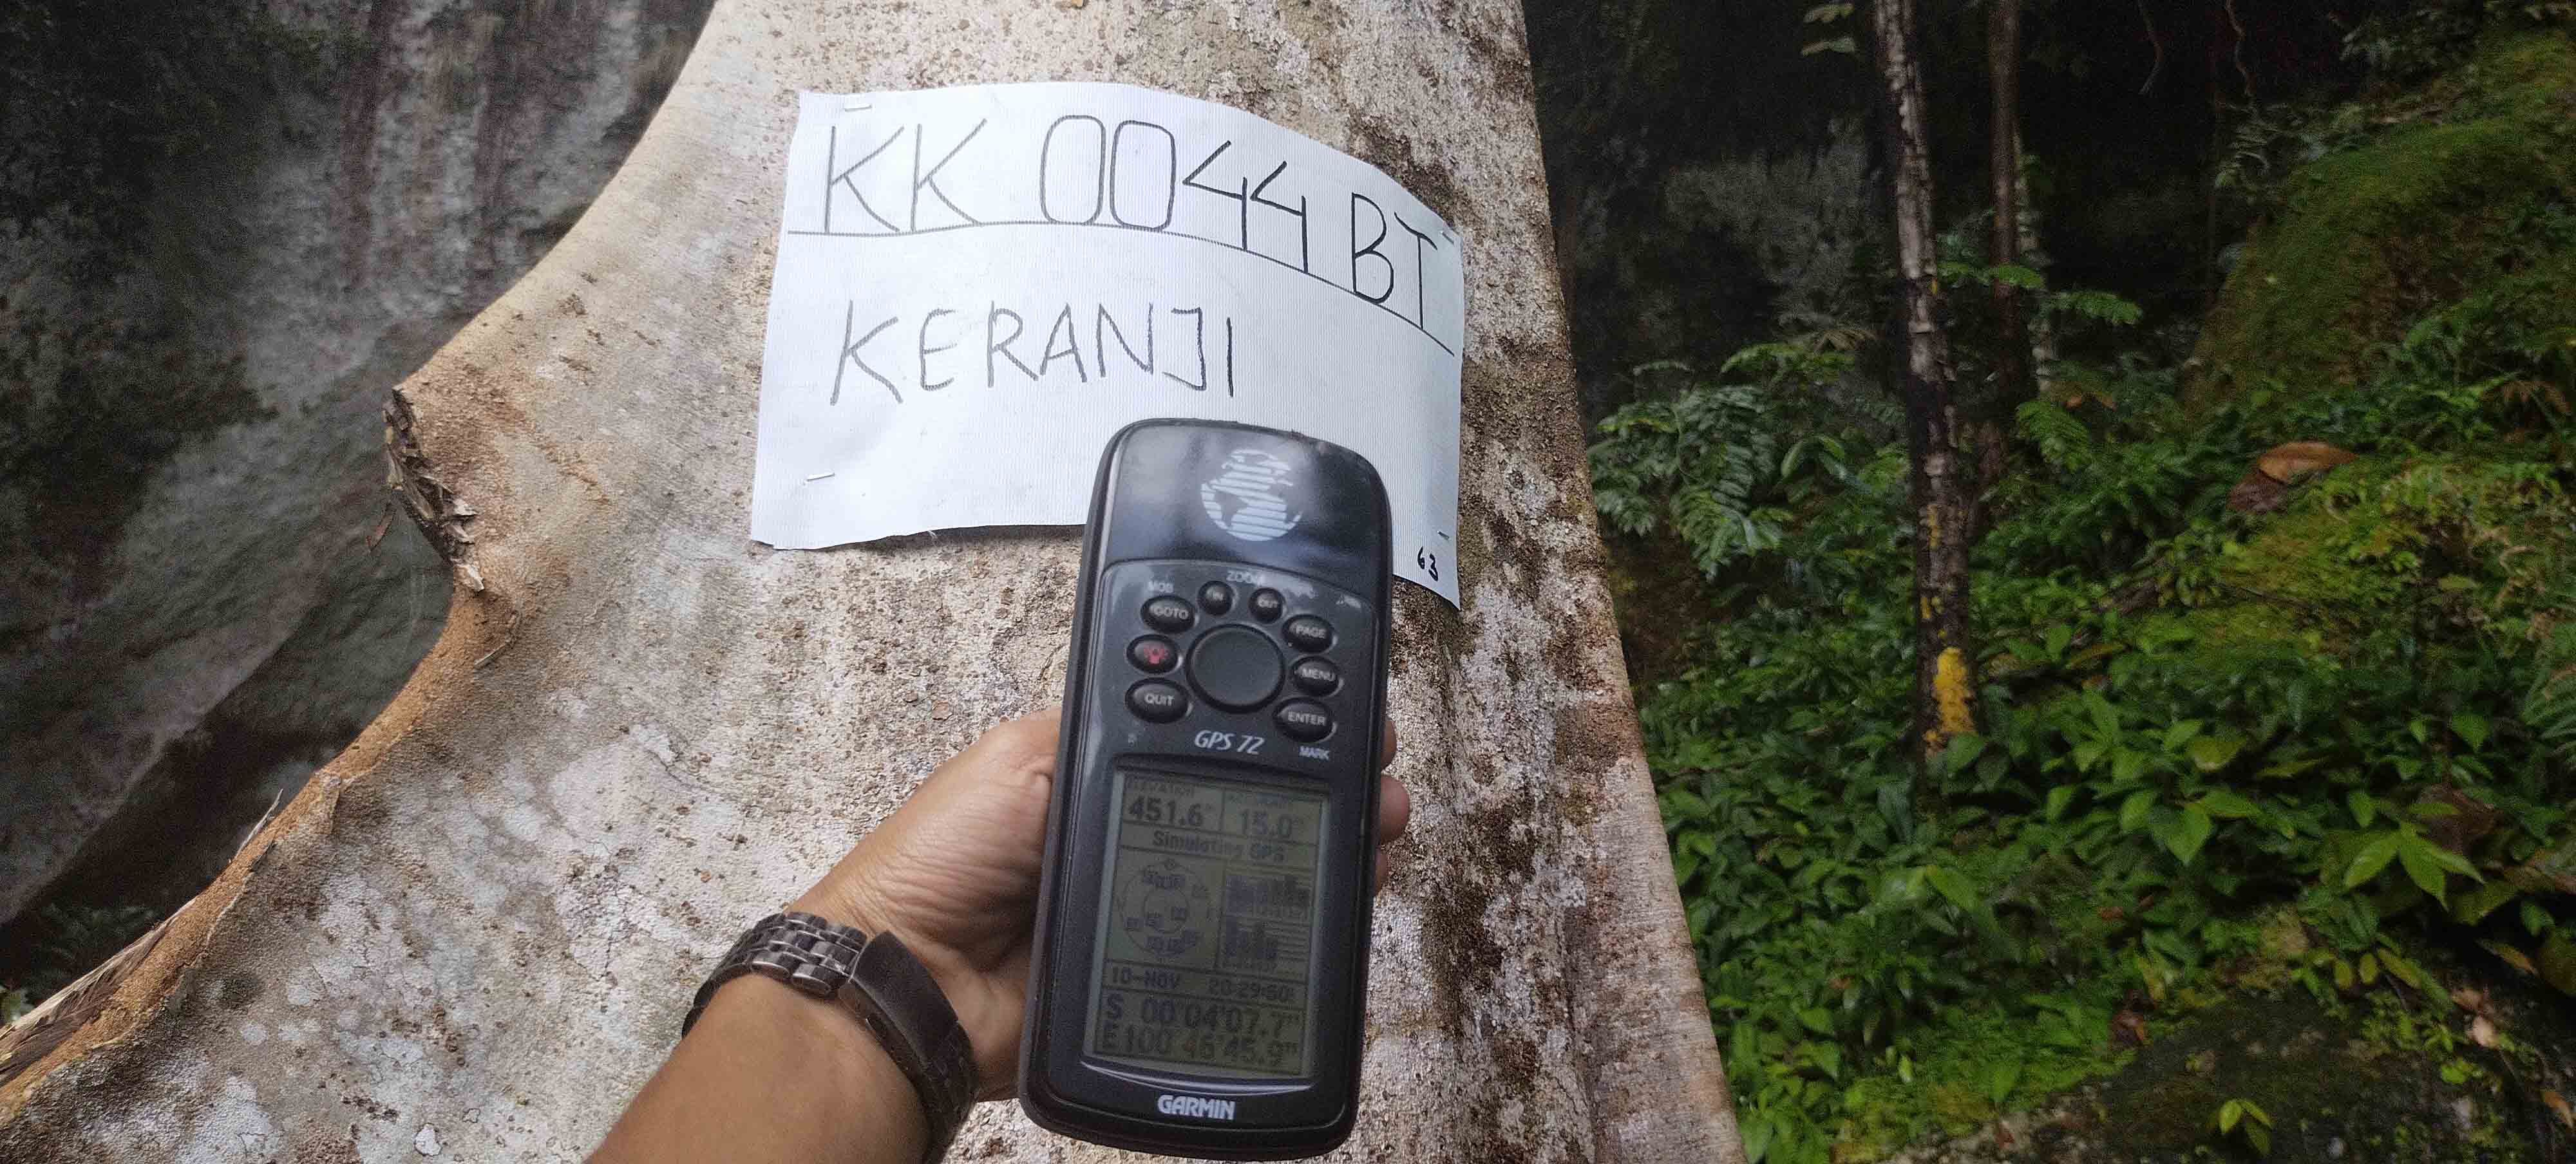 KK 0044 BT
KERANJI
63
ZOOM
IN OUT
GOTO PAGE
MENU
QUIT ENTER
GPS 72 MARK
ELEVATION
451.6 15.0
Simulating GPS
10-NOV 20:29:50
S 00°04'07.7"
E100°46'45.9"
GARMIN